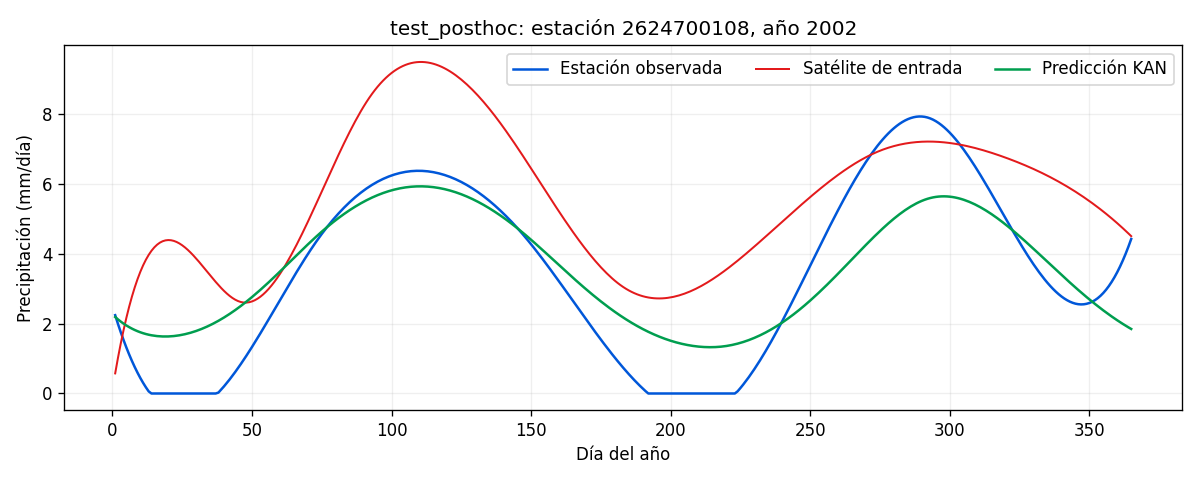 test_posthoc: estación 2624700108, año 2002
Estación observada Satélite de entrada Predicción KAN
Precipitación (mm/día)
8
6
4
2
0
0 50 100 150 200 250 300 350
Día del año